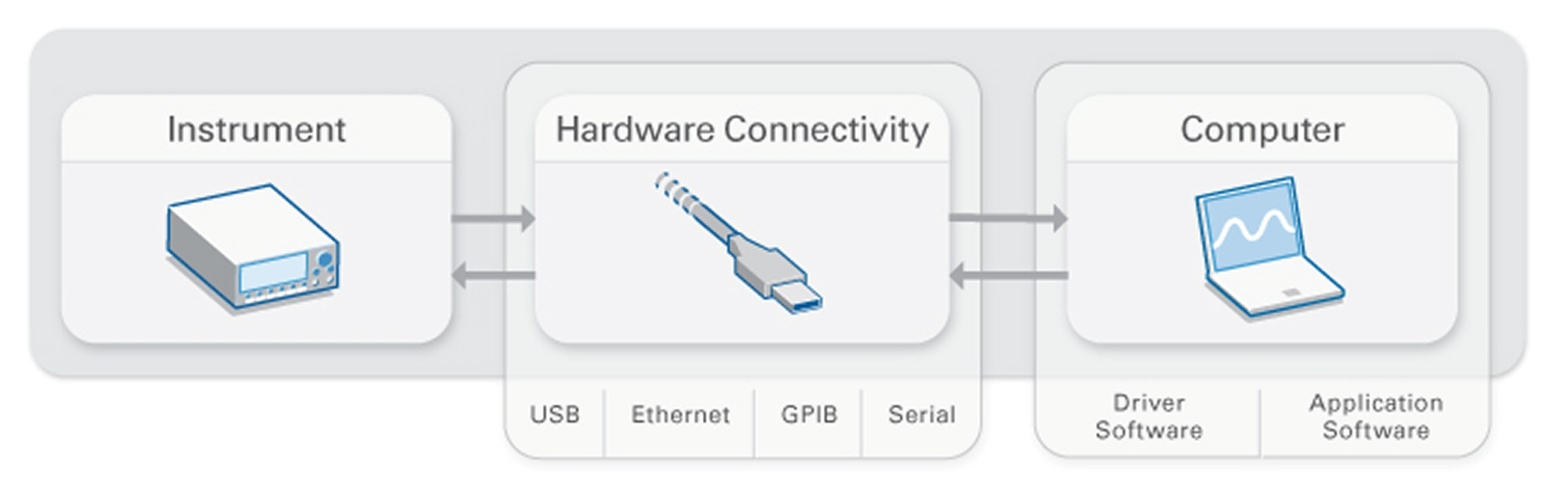 Instrument
Hardware Connectivity
Computer
USB
Ethernet
GPIB
Serial
Driver
Software
Application
Software